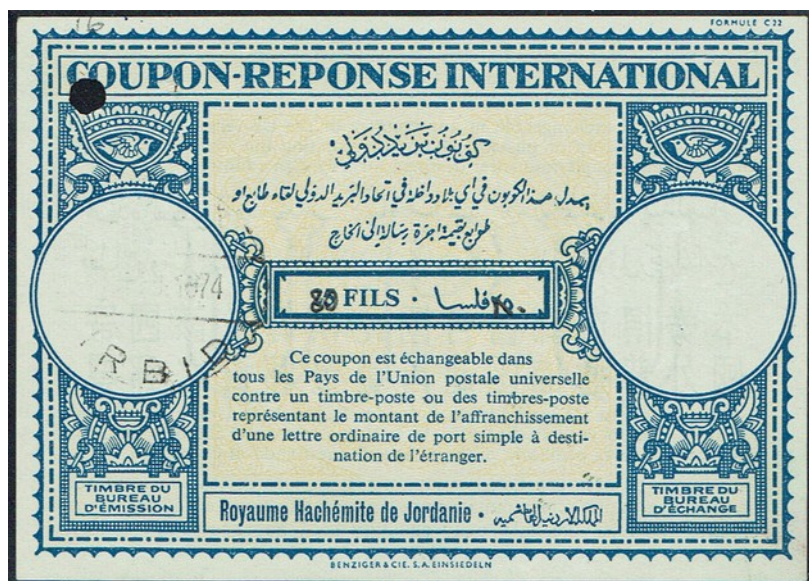 16
FORMULE C22
COUPON-REPONSE INTERNATIONAL
كوبون بريد دولي
يبدل هذا الكوبون في أي بلاد داخلة في اتحاد البريد الدولي لقاء طابع او
طوابع بقيمة اجرة رسالة الى الخارج
FILS · فلسا
1974
IRBID
Ce coupon est échangeable dans
tous les Pays de l'Union postale universelle
contre un timbre-poste ou des timbres-poste
représentant le montant de l'affranchissement
d'une lettre ordinaire de port simple à desti-
nation de l'étranger.
TIMBRE DU
BUREAU
D'ÉMISSION
Royaume Hachémite de Jordanie · المملكة الاردنية الهاشمية
TIMBRE DU
BUREAU
D'ÉCHANGE
BENZIGER & CIE. S.A. EINSIEDELN